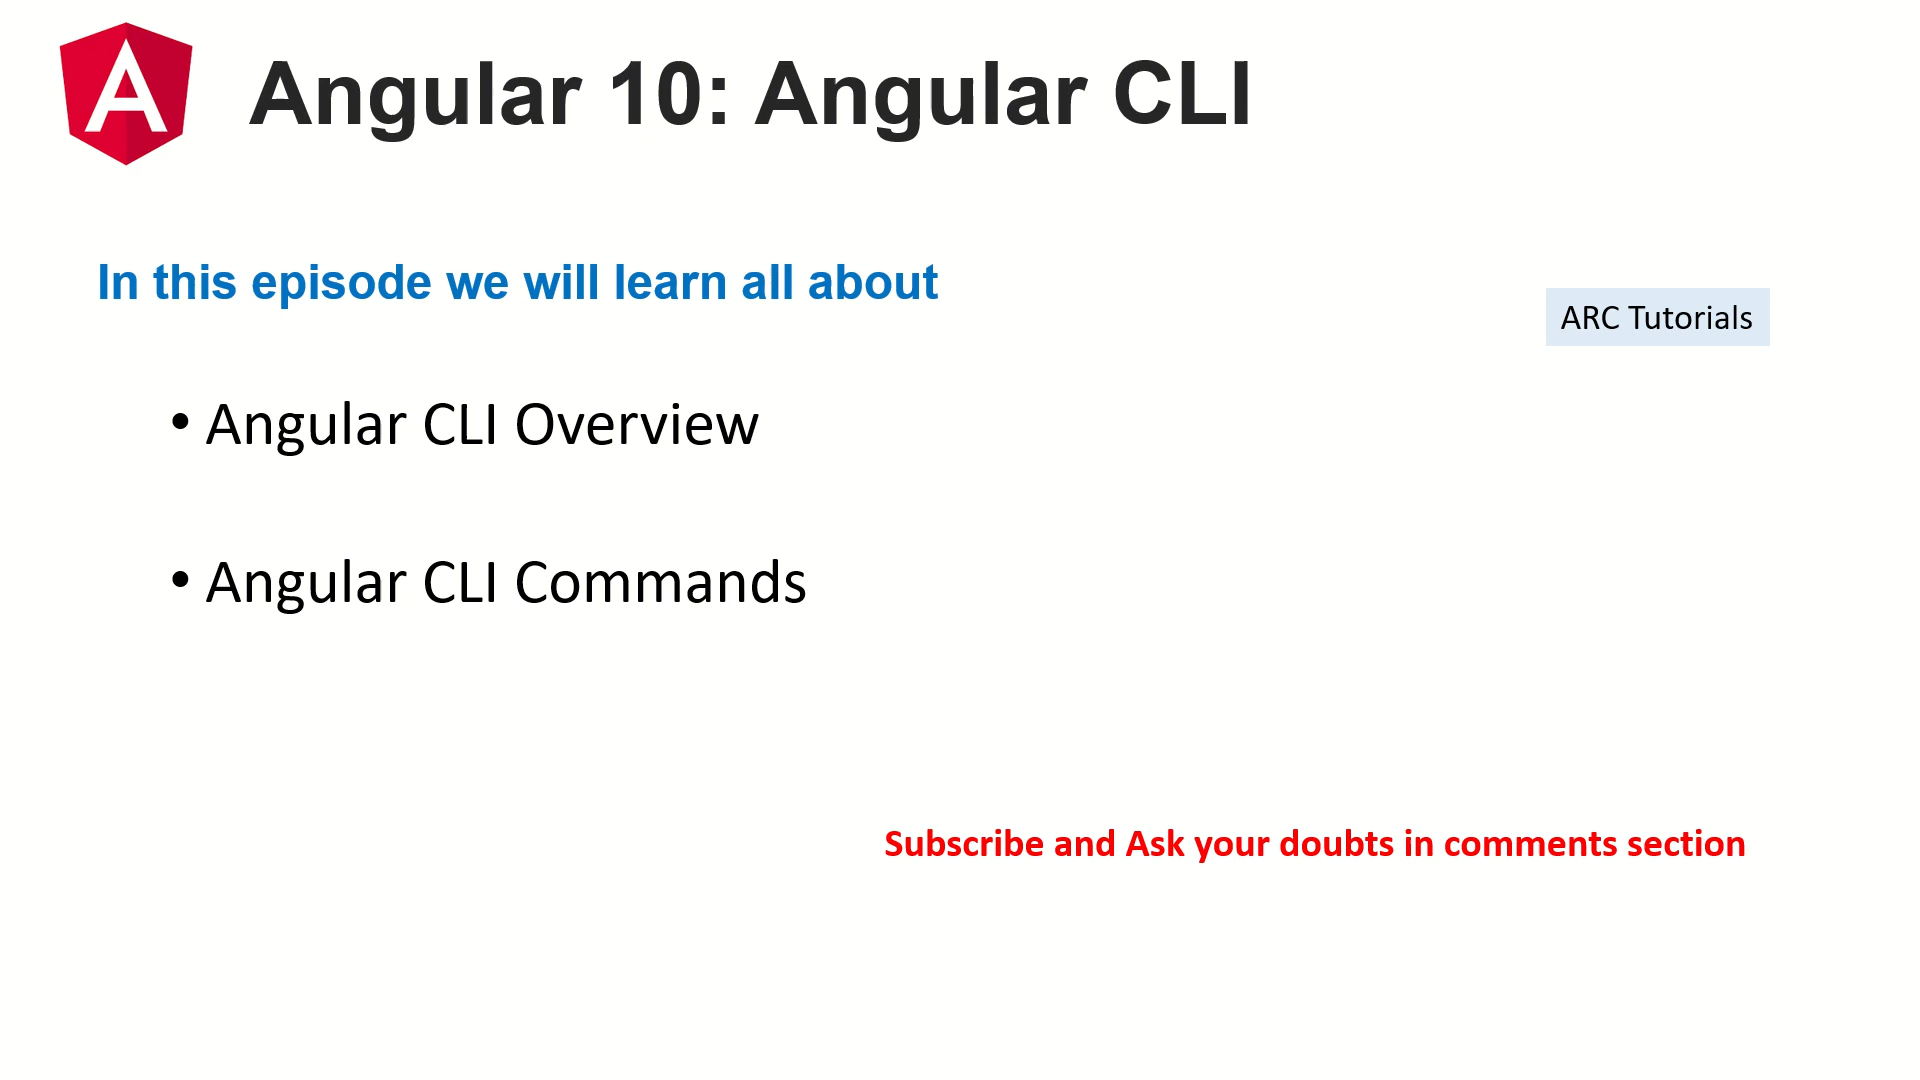 Angular 10: Angular CLI
In this episode we will learn all about
ARC Tutorials
• Angular CLI Overview
• Angular CLI Commands
Subscribe and Ask your doubts in comments section